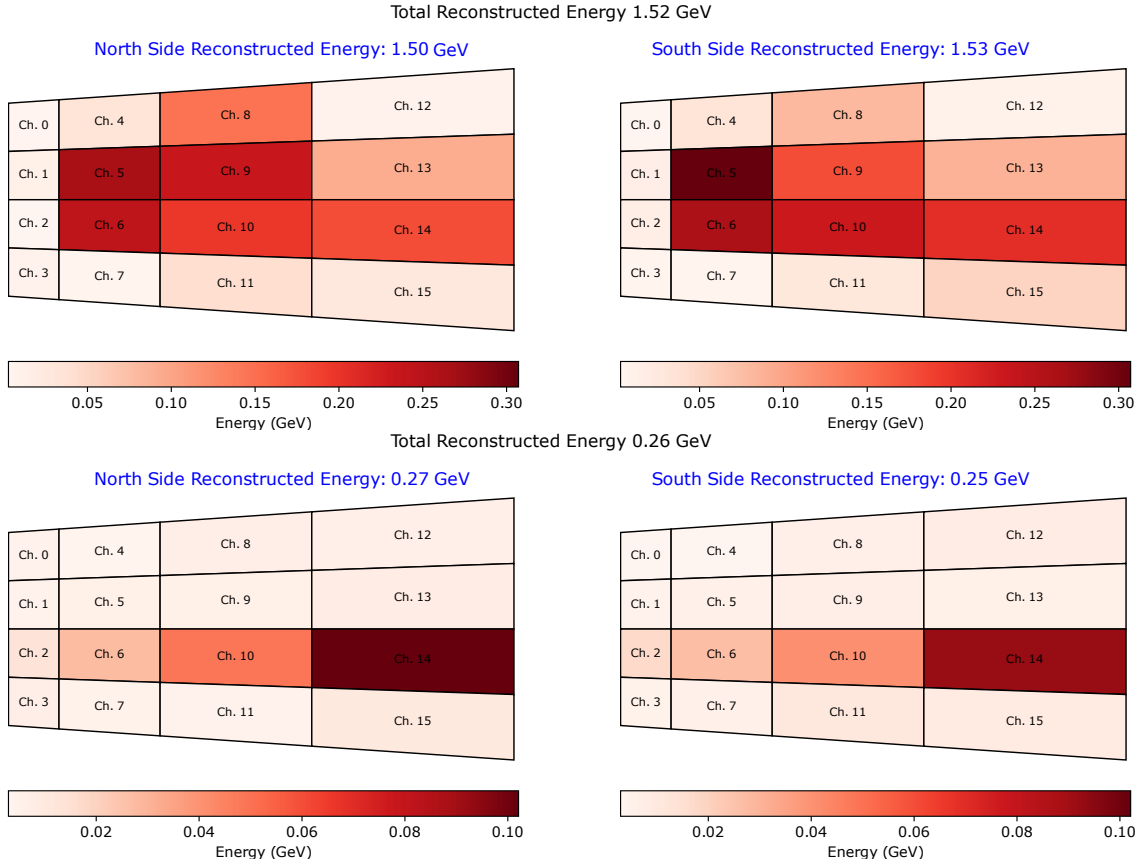 Total Reconstructed Energy 1.52 GeV
North Side Reconstructed Energy: 1.50 GeV
South Side Reconstructed Energy: 1.53 GeV
Ch. 0
Ch. 4
Ch. 8
Ch. 12
Ch. 1
Ch. 5
Ch. 9
Ch. 13
Ch. 2
Ch. 6
Ch. 10
Ch. 14
Ch. 3
Ch. 7
Ch. 11
Ch. 15
0.05 0.10 0.15 0.20 0.25 0.30
Energy (GeV)
Ch. 0
Ch. 4
Ch. 8
Ch. 12
Ch. 1
Ch. 5
Ch. 9
Ch. 13
Ch. 2
Ch. 6
Ch. 10
Ch. 14
Ch. 3
Ch. 7
Ch. 11
Ch. 15
0.05 0.10 0.15 0.20 0.25 0.30
Energy (GeV)
Total Reconstructed Energy 0.26 GeV
North Side Reconstructed Energy: 0.27 GeV
South Side Reconstructed Energy: 0.25 GeV
Ch. 0
Ch. 4
Ch. 8
Ch. 12
Ch. 1
Ch. 5
Ch. 9
Ch. 13
Ch. 2
Ch. 6
Ch. 10
Ch. 14
Ch. 3
Ch. 7
Ch. 11
Ch. 15
0.02 0.04 0.06 0.08 0.10
Energy (GeV)
Ch. 0
Ch. 4
Ch. 8
Ch. 12
Ch. 1
Ch. 5
Ch. 9
Ch. 13
Ch. 2
Ch. 6
Ch. 10
Ch. 14
Ch. 3
Ch. 7
Ch. 11
Ch. 15
0.02 0.04 0.06 0.08 0.10
Energy (GeV)